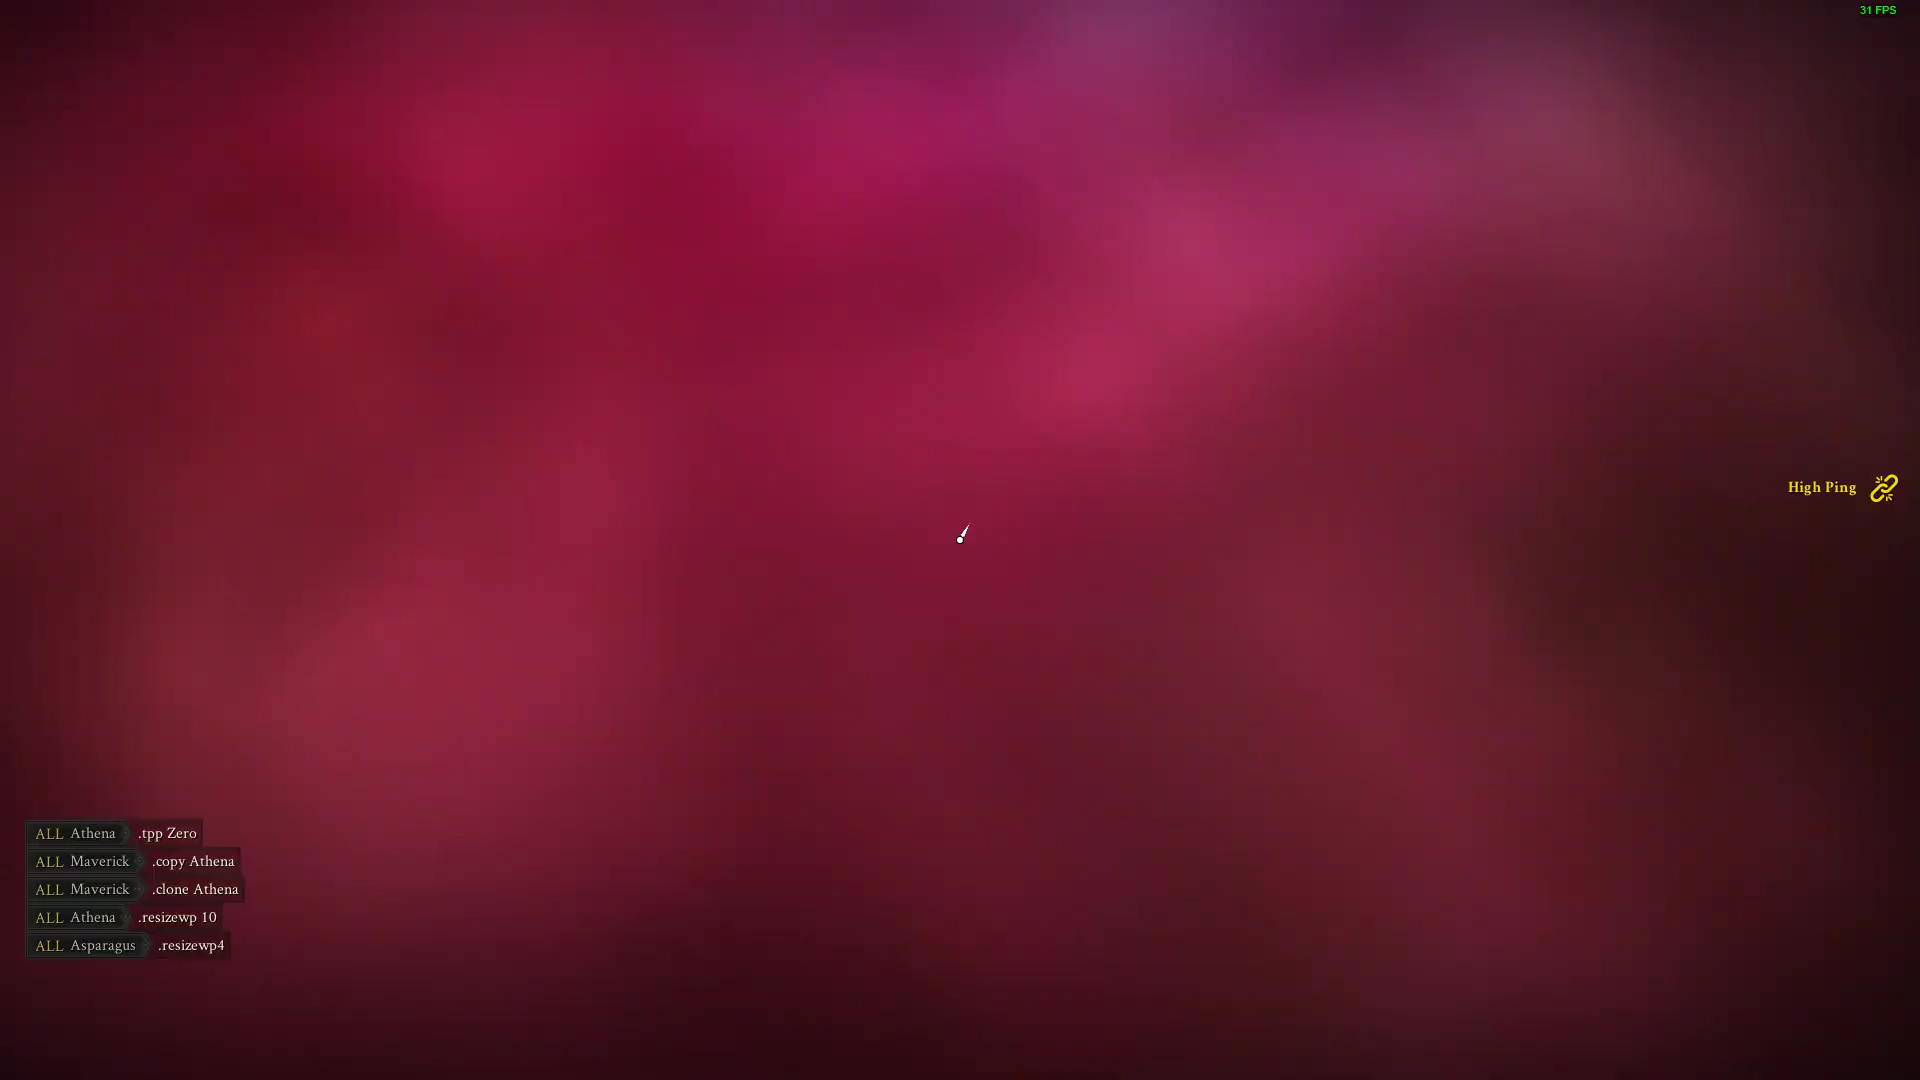 31 FPS
High Ping
ALL Athena .tpp Zero
ALL Maverick .copy Athena
ALL Maverick .clone Athena
ALL Athena .resizewp 10
ALL Asparagus .resizewp4